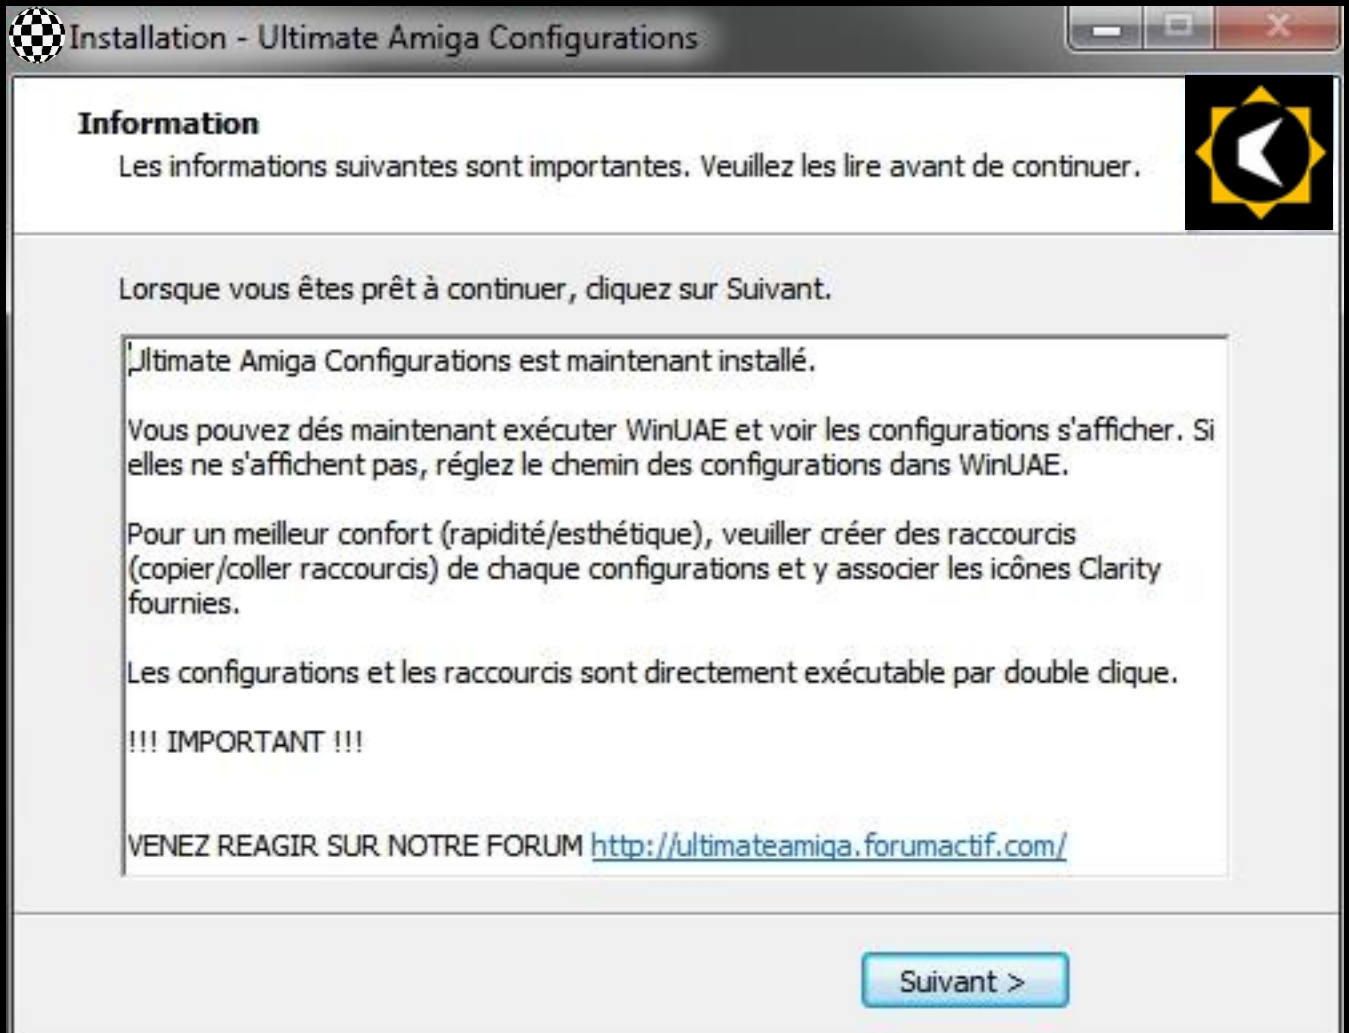 Installation - Ultimate Amiga Configurations
Information
Les informations suivantes sont importantes. Veuillez les lire avant de continuer.
Lorsque vous êtes prêt à continuer, cliquez sur Suivant.
Ultimate Amiga Configurations est maintenant installé.
Vous pouvez dés maintenant exécuter WinUAE et voir les configurations s'afficher. Si
elles ne s'affichent pas, réglez le chemin des configurations dans WinUAE.
Pour un meilleur confort (rapidité/esthétique), veuiller créer des raccourcis
(copier/coller raccourcis) de chaque configurations et y associer les icônes Clarity
fournies.
Les configurations et les raccourcis sont directement exécutable par double clique.
!!! IMPORTANT !!!
VENEZ REAGIR SUR NOTRE FORUM http://ultimateamiga.forumactif.com/
Suivant >